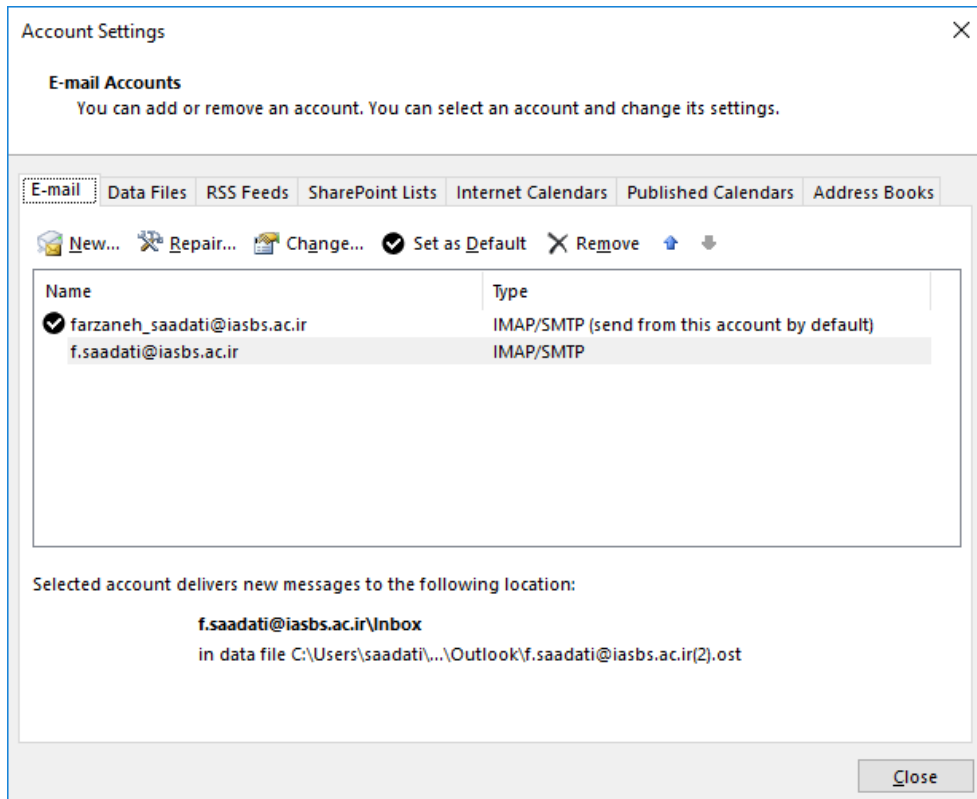 Account Settings
E-mail Accounts
You can add or remove an account. You can select an account and change its settings.
E-mail Data Files RSS Feeds SharePoint Lists Internet Calendars Published Calendars Address Books
New... Repair... Change... Set as Default Remove
Name Type
farzaneh_saadati@iasbs.ac.ir IMAP/SMTP (send from this account by default)
f.saadati@iasbs.ac.ir IMAP/SMTP
Selected account delivers new messages to the following location:
f.saadati@iasbs.ac.ir\Inbox
in data file C:\Users\saadati\...\Outlook\f.saadati@iasbs.ac.ir(2).ost
Close